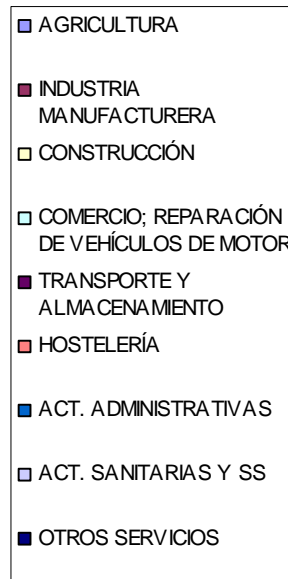 AGRICULTURA
INDUSTRIA
MANUFACTURERA
CONSTRUCCIÓN
COMERCIO; REPARACIÓN
DE VEHÍCULOS DE MOTOR
TRANSPORTE Y
ALMACENAMIENTO
HOSTELERÍA
ACT. ADMINISTRATIVAS
ACT. SANITARIAS Y SS
OTROS SERVICIOS